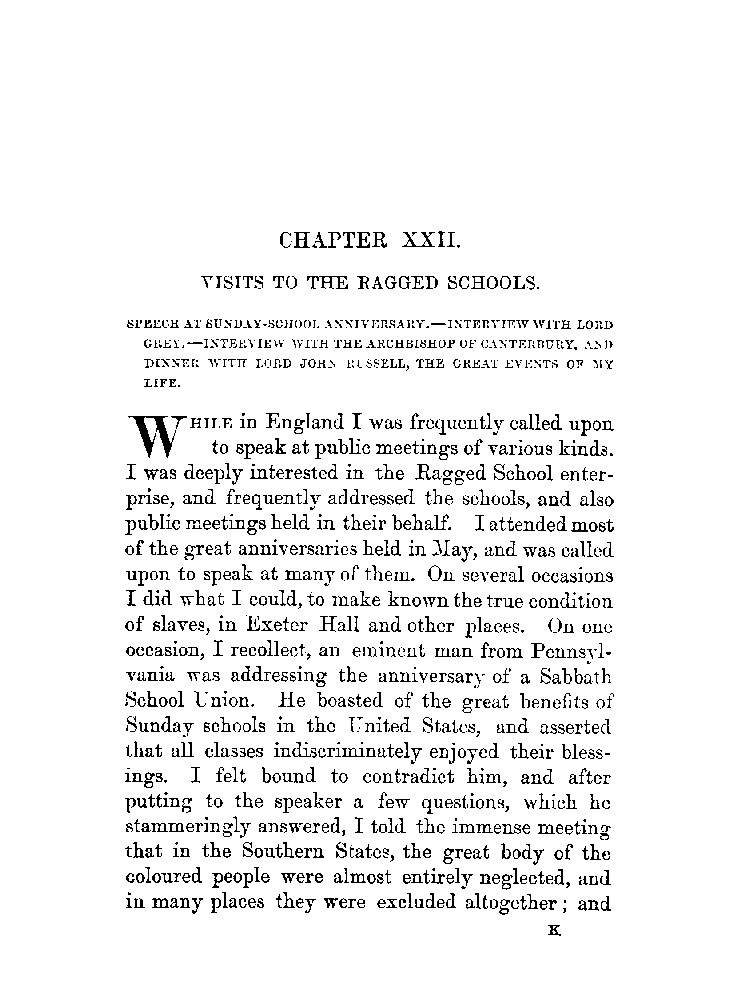 CHAPTER XXII.
VISITS TO THE RAGGED SCHOOLS.
SPEECH AT SUNDAY-SCHOOL ANNIVERSARY.—INTERVIEW WITH LORD
GREY.—INTERVIEW WITH THE ARCHBISHOP OF CANTERBURY, AND
DINNER WITH LORD JOHN RUSSELL, THE GREAT EVENTS OF MY
LIFE.
WHILE in England I was frequently called upon
to speak at public meetings of various kinds.
I was deeply interested in the Ragged School enter-
prise, and frequently addressed the schools, and also
public meetings held in their behalf. I attended most
of the great anniversaries held in May, and was called
upon to speak at many of them. On several occasions
I did what I could, to make known the true condition
of slaves, in Exeter Hall and other places. On one
occasion, I recollect, an eminent man from Pennsyl-
vania was addressing the anniversary of a Sabbath
School Union. He boasted of the great benefits of
Sunday schools in the United States, and asserted
that all classes indiscriminately enjoyed their bless-
ings. I felt bound to contradict him, and after
putting to the speaker a few questions, which he
stammeringly answered, I told the immense meeting
that in the Southern States, the great body of the
coloured people were almost entirely neglected, and
in many places they were excluded altogether; and
K